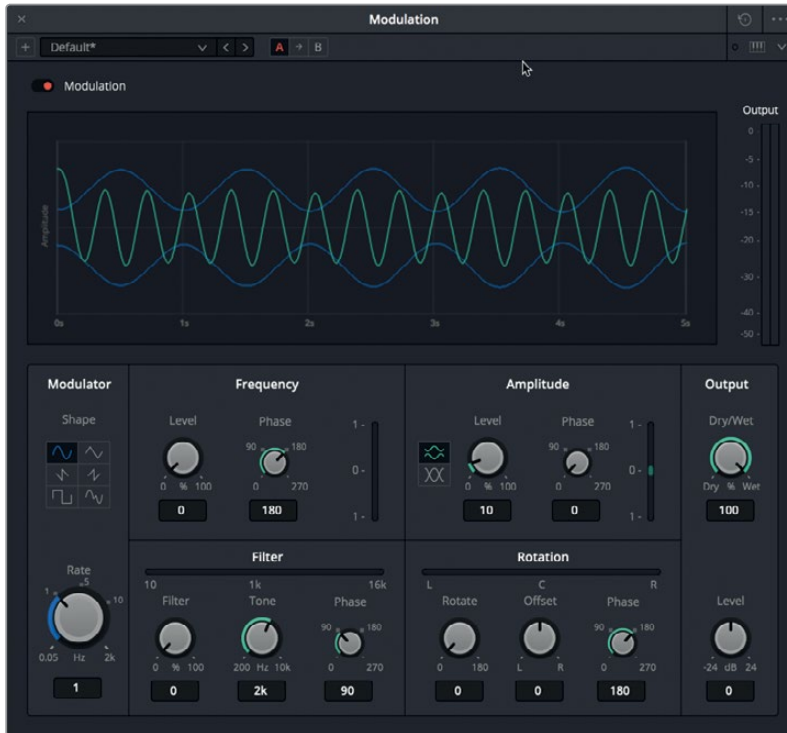 Modulation
Default*
A
B
Modulation
Output
0
-5
-10
-15
-20
-30
-40
-50
Amplitude
0s 1s 2s 3s 4s 5s
Modulator
Shape
Rate
1 5 10
0.05 Hz 2k
1
Frequency
Level
0 % 100
0
Phase
90 180
0 270
180
1
0
1
Amplitude
Level
0 % 100
10
Phase
90 180
0 270
0
1
0
1
Output
Dry/Wet
Dry % Wet
100
Filter
10 1k 16k
Filter
0 % 100
0
Tone
200 Hz 10k
2k
Phase
90 180
0 270
90
Rotation
L C R
Rotate
0 180
0
Offset
L R
0
Phase
90 180
0 270
180
Level
-24 dB 24
0